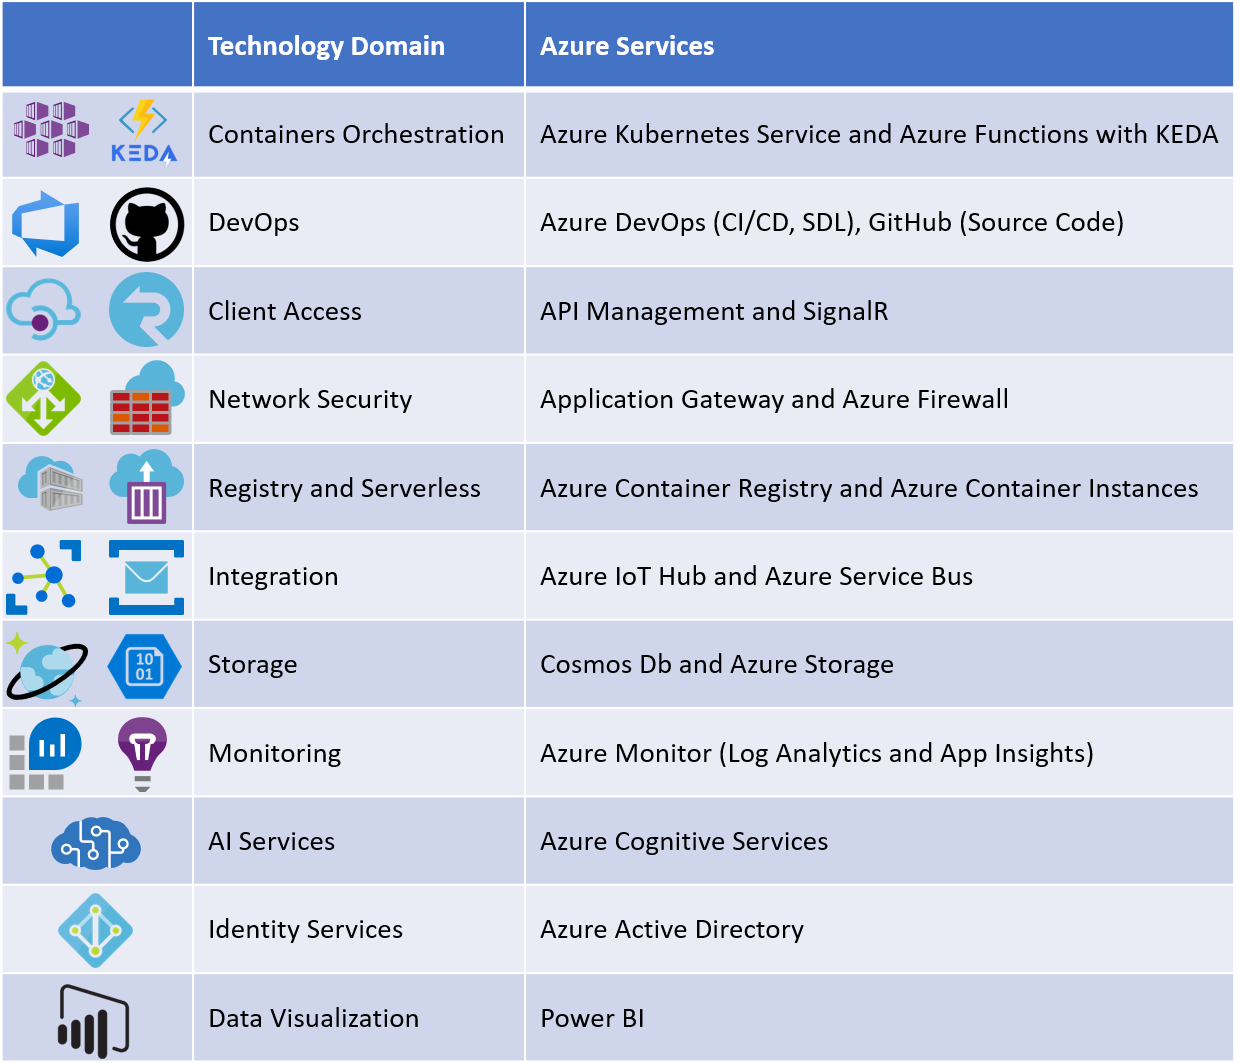 Technology Domain Azure Services
KEDA Containers Orchestration Azure Kubernetes Service and Azure Functions with KEDA
DevOps Azure DevOps (CI/CD, SDL), GitHub (Source Code)
Client Access API Management and SignalR
Network Security Application Gateway and Azure Firewall
Registry and Serverless Azure Container Registry and Azure Container Instances
Integration Azure IoT Hub and Azure Service Bus
10
01
Storage Cosmos Db and Azure Storage
Monitoring Azure Monitor (Log Analytics and App Insights)
AI Services Azure Cognitive Services
Identity Services Azure Active Directory
Data Visualization Power BI